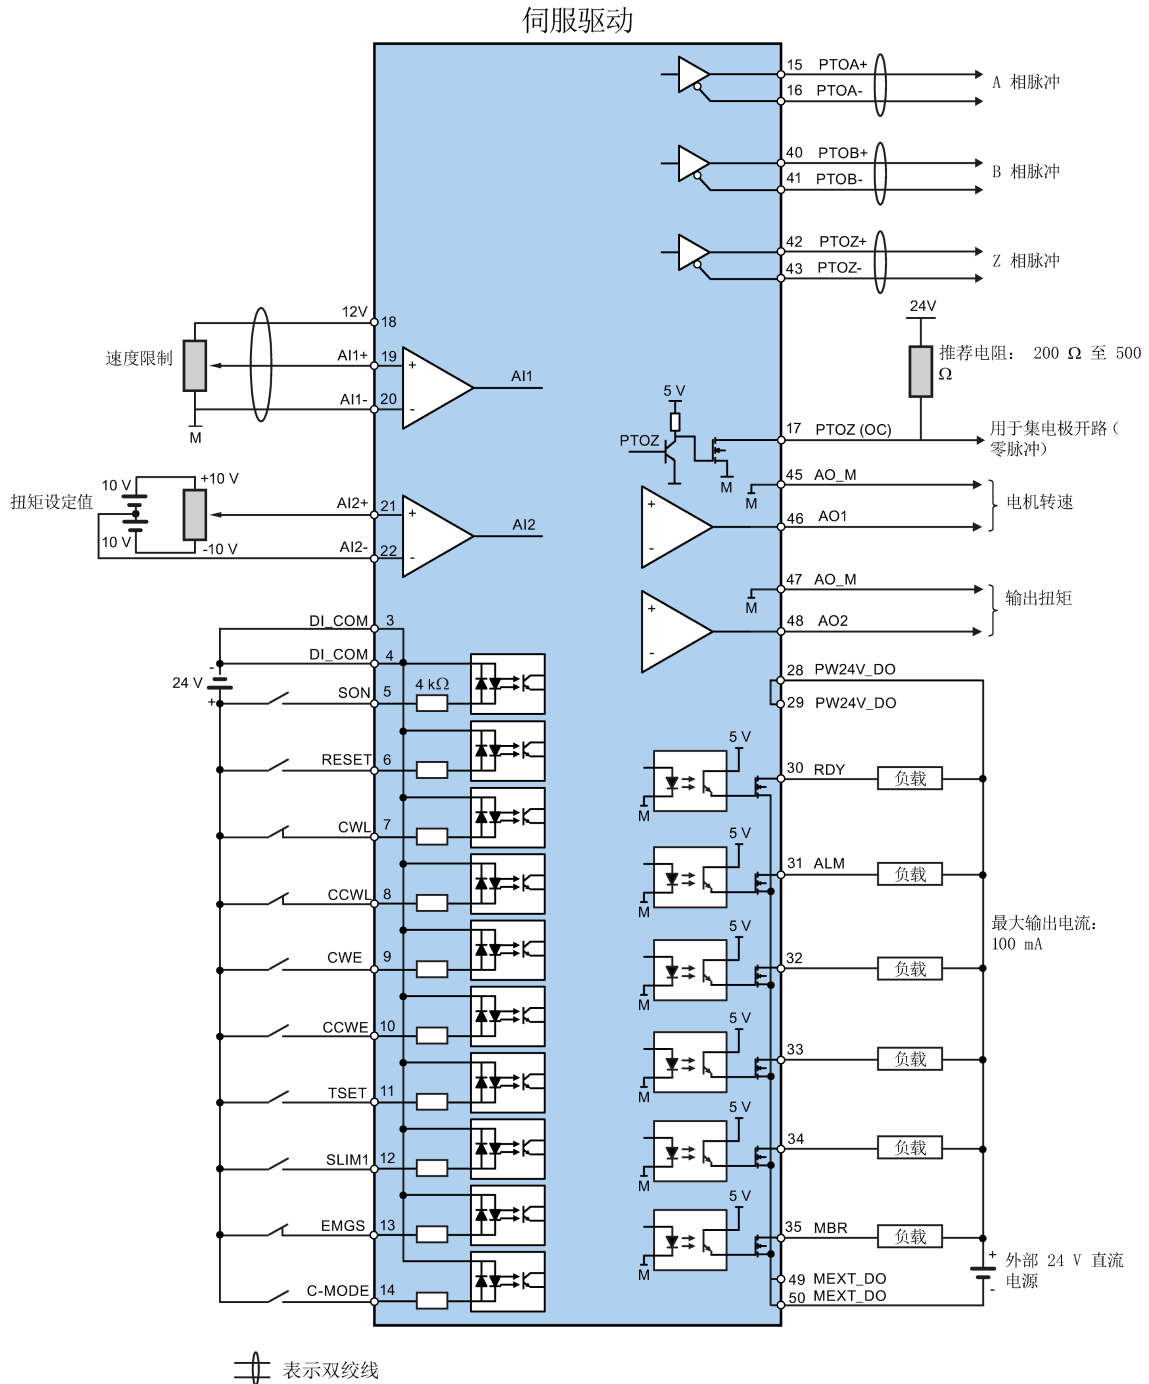 伺服驱动
15 PTOA+
16 PTOA-
A 相脉冲
40 PTOB+
41 PTOB-
B 相脉冲
42 PTOZ+
43 PTOZ-
Z 相脉冲
12V 18
速度限制
AI1+ 19
+
AI1
AI1- 20
-
M
24V
推荐电阻： 200 Ω 至 500
Ω
5 V
PTOZ
17 PTOZ (OC)
用于集电极开路（
零脉冲）
M
扭矩设定值
10 V
+10 V
10 V
-10 V
AI2+ 21
+
AI2
AI2- 22
-
45 AO_M
M
+
46 AO1
-
电机转速
47 AO_M
M
+
48 AO2
-
输出扭矩
DI_COM 3
DI_COM 4
-
24 V
+
SON 5
4 kΩ
RESET 6
CWL 7
CCWL 8
CWE 9
CCWE 10
TSET 11
SLIM1 12
EMGS 13
C-MODE 14
28 PW24V_DO
29 PW24V_DO
5 V
30 RDY
负载
M
5 V
31 ALM
负载
M
最大输出电流：
100 mA
5 V
32
负载
M
5 V
33
负载
M
5 V
34
负载
M
5 V
35 MBR
负载
M
+
外部 24 V 直流
电源
-
49 MEXT_DO
50 MEXT_DO
表示双绞线